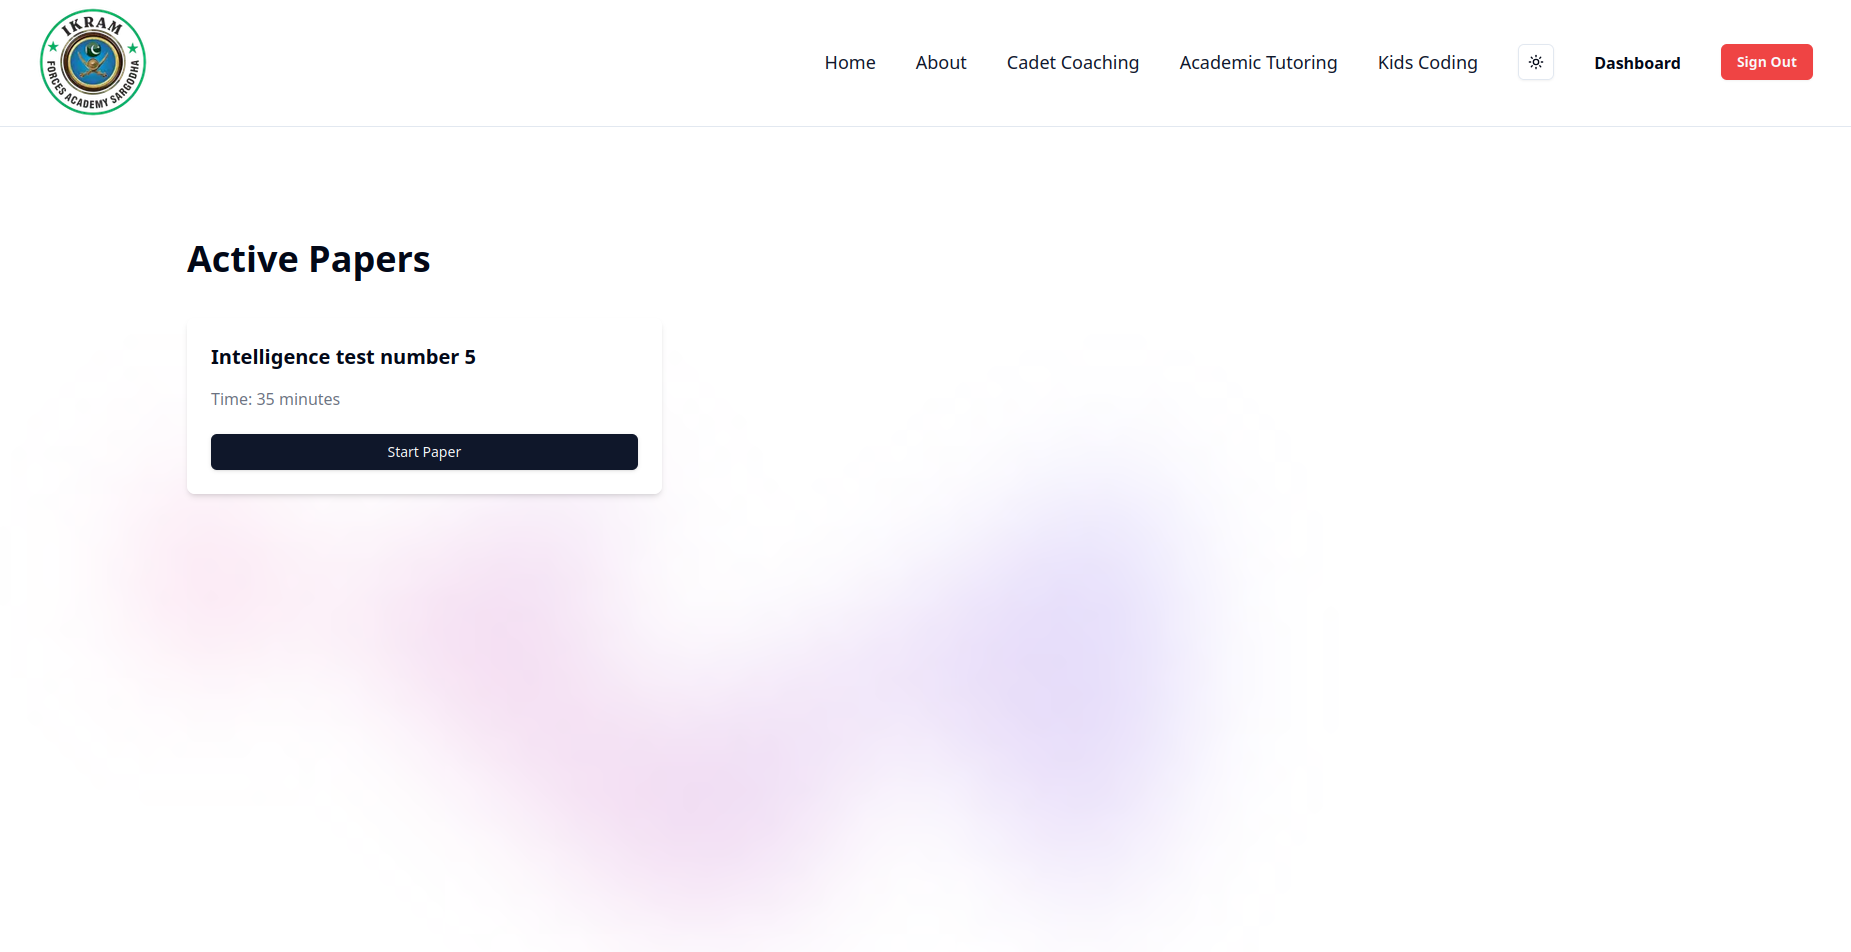 IKRAM
FORCES ACADEMY SARGODHA
Home
About
Cadet Coaching
Academic Tutoring
Kids Coding
Dashboard
Sign Out
Active Papers
Intelligence test number 5
Time: 35 minutes
Start Paper